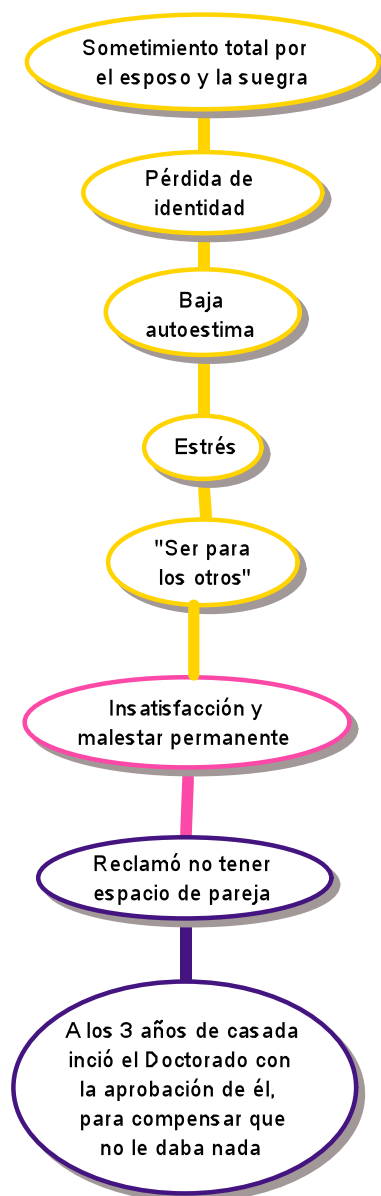 Sometimiento total por
el esposo y la suegra
Pérdida de
identidad
Baja
autoestima
Estrés
"Ser para
los otros"
Insatisfacción y
malestar permanente
Reclamó no tener
espacio de pareja
A los 3 años de casada
inció el Doctorado con
la aprobación de él,
para compensar que
no le daba nada